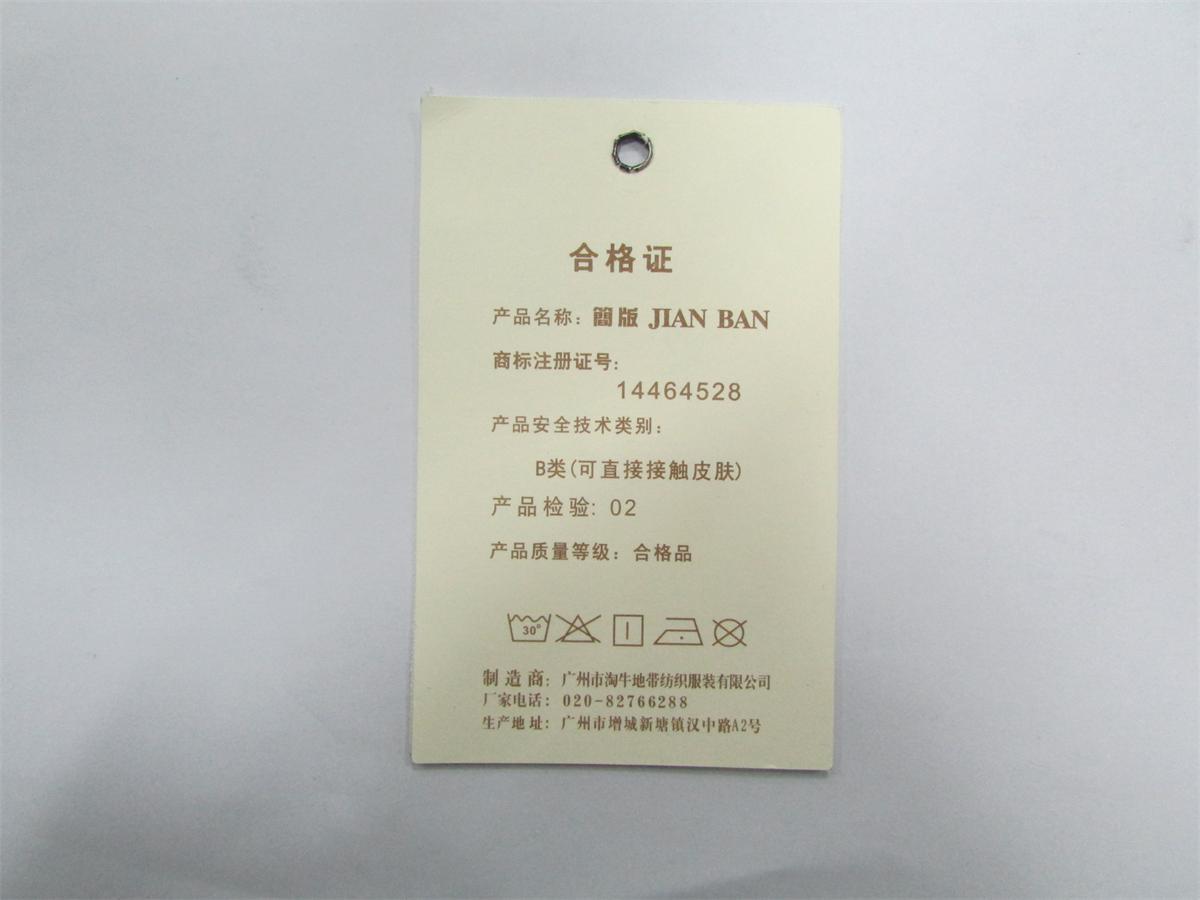 合格证
产品名称：簡版 JIAN BAN
商标注册证号：
14464528
产品安全技术类别：
B类(可直接接触皮肤)
产品检验: 02
产品质量等级：合格品
30°
制造商：广州市淘牛地带纺织服装有限公司
厂家电话：020-82766288
生产地址：广州市增城新塘镇汉中路A2号